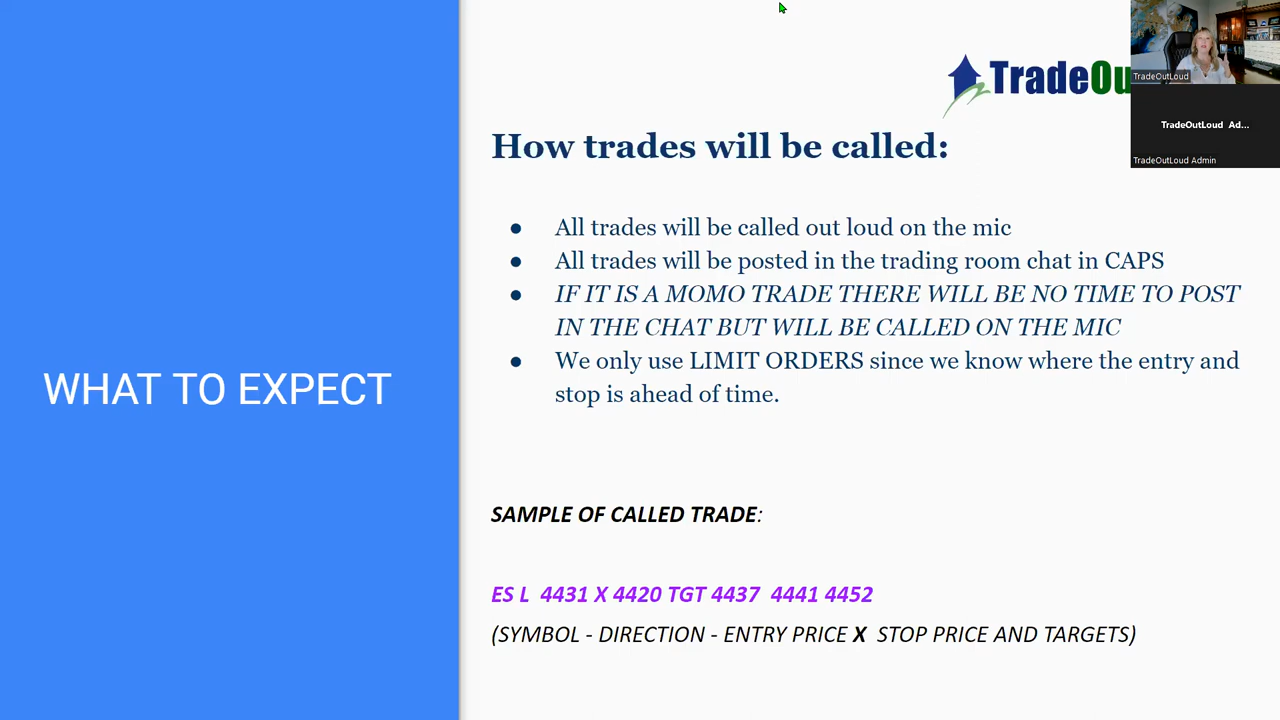 TradeOu
TradeOutLoud
TradeOutLoud Ad...
TradeOutLoud Admin
How trades will be called:
● All trades will be called out loud on the mic
● All trades will be posted in the trading room chat in CAPS
● IF IT IS A MOMO TRADE THERE WILL BE NO TIME TO POST
IN THE CHAT BUT WILL BE CALLED ON THE MIC
● We only use LIMIT ORDERS since we know where the entry and
stop is ahead of time.
WHAT TO EXPECT
SAMPLE OF CALLED TRADE:
ES L 4431 X 4420 TGT 4437 4441 4452
(SYMBOL - DIRECTION - ENTRY PRICE X STOP PRICE AND TARGETS)